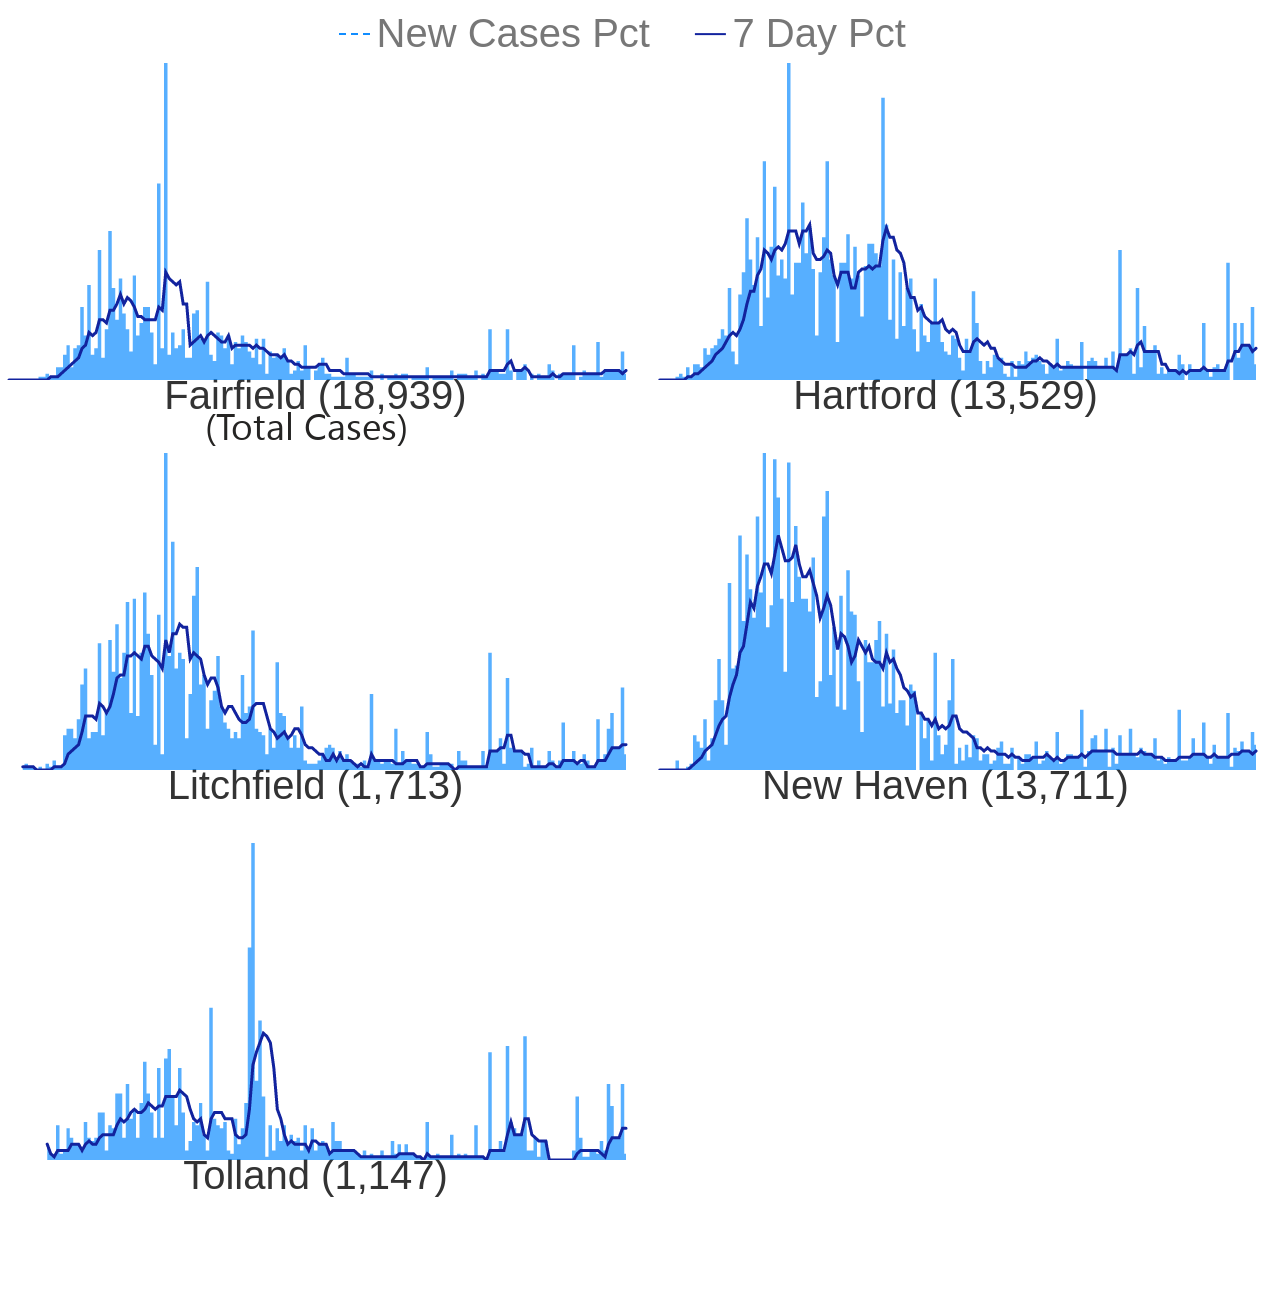 New Cases Pct 7 Day Pct
Fairfield (18,939)
(Total Cases)
Hartford (13,529)
Litchfield (1,713)
New Haven (13,711)
Tolland (1,147)